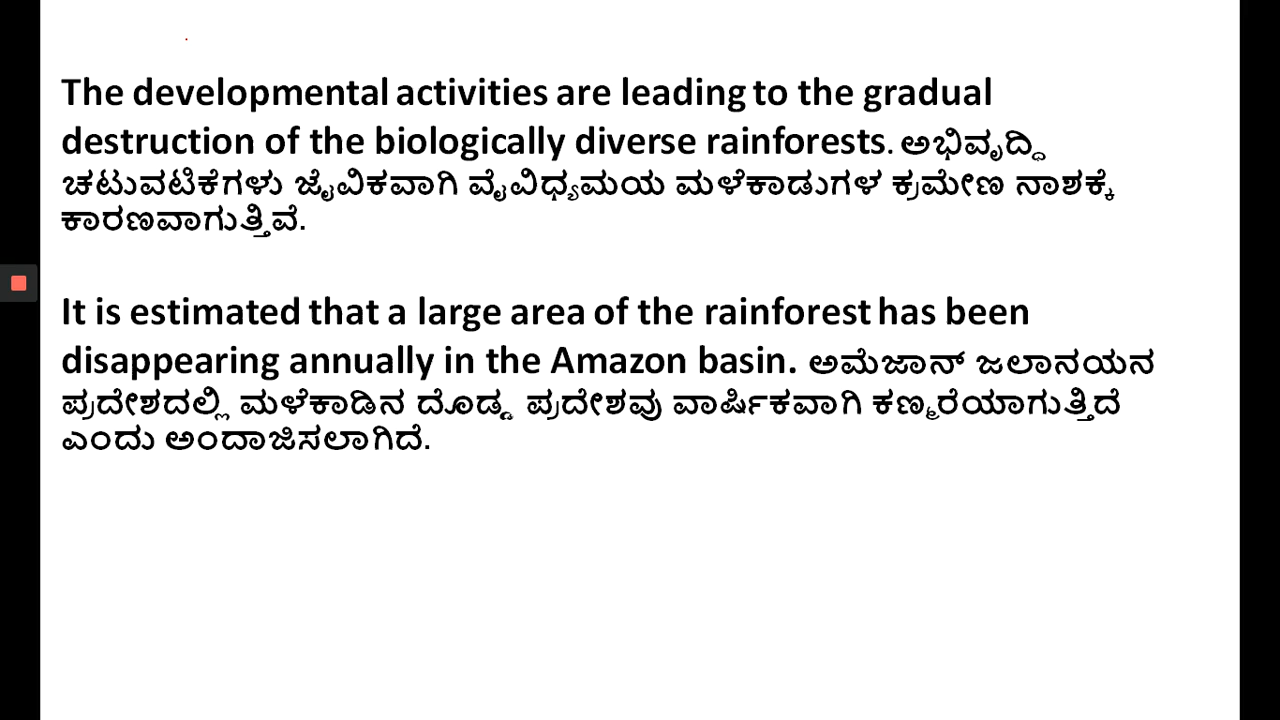 The developmental activities are leading to the gradual
destruction of the biologically diverse rainforests. ಅಭಿವೃದ್ಧಿ
ಚಟುವಟಿಕೆಗಳು ಜೈವಿಕವಾಗಿ ವೈವಿಧ್ಯಮಯ ಮಳೆಕಾಡುಗಳ ಕ್ರಮೇಣ ನಾಶಕ್ಕೆ
ಕಾರಣವಾಗುತ್ತಿವೆ.
It is estimated that a large area of the rainforest has been
disappearing annually in the Amazon basin. ಅಮೆಜಾನ್ ಜಲಾನಯನ
ಪ್ರದೇಶದಲ್ಲಿ ಮಳೆಕಾಡಿನ ದೊಡ್ಡ ಪ್ರದೇಶವು ವಾರ್ಷಿಕವಾಗಿ ಕಣ್ಮರೆಯಾಗುತ್ತಿದೆ
ಎಂದು ಅಂದಾಜಿಸಲಾಗಿದೆ.